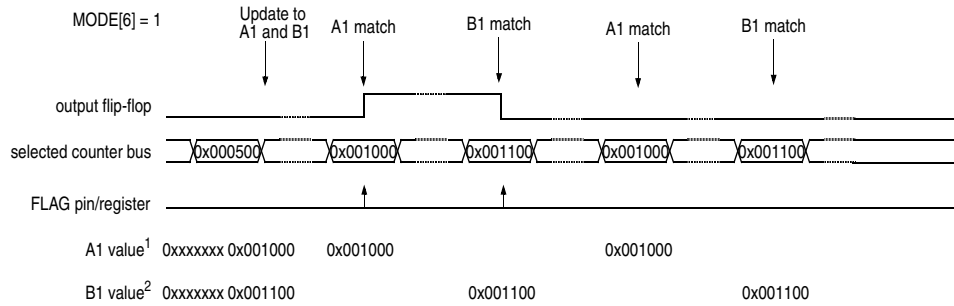 MODE[6] = 1
Update to
A1 and B1
A1 match
B1 match
A1 match
B1 match
output flip-flop
selected counter bus
0x000500
0x001000
0x001100
0x001000
0x001100
FLAG pin/register
A1 value1 0xxxxxxx 0x001000 0x001000 0x001000
B1 value2 0xxxxxxx 0x001100 0x001100 0x001100